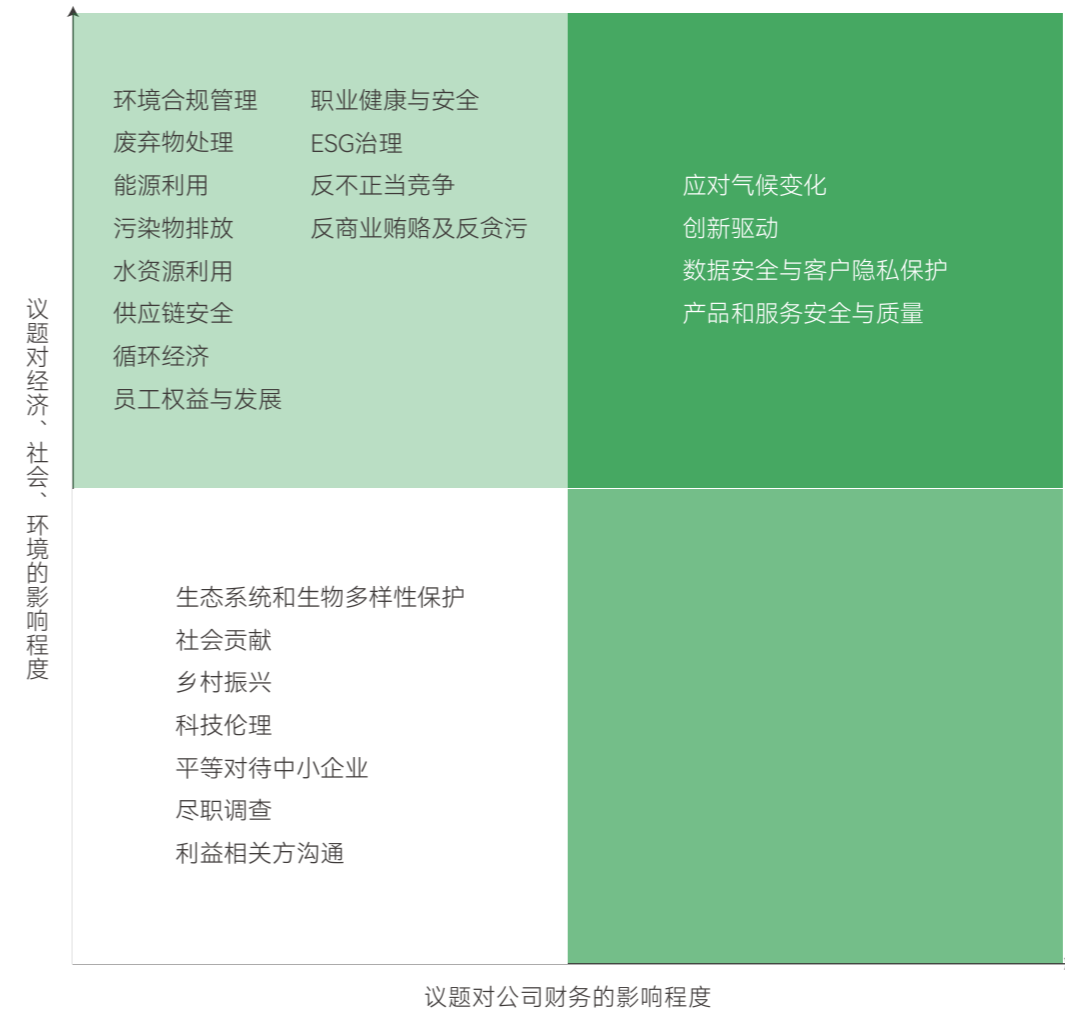 议题对经济、社会、环境的影响程度
环境合规管理
废弃物处理
能源利用
污染物排放
水资源利用
供应链安全
循环经济
员工权益与发展
职业健康与安全
ESG治理
反不正当竞争
反商业贿赂及反贪污
应对气候变化
创新驱动
数据安全与客户隐私保护
产品和服务安全与质量
生态系统和生物多样性保护
社会贡献
乡村振兴
科技伦理
平等对待中小企业
尽职调查
利益相关方沟通
议题对公司财务的影响程度